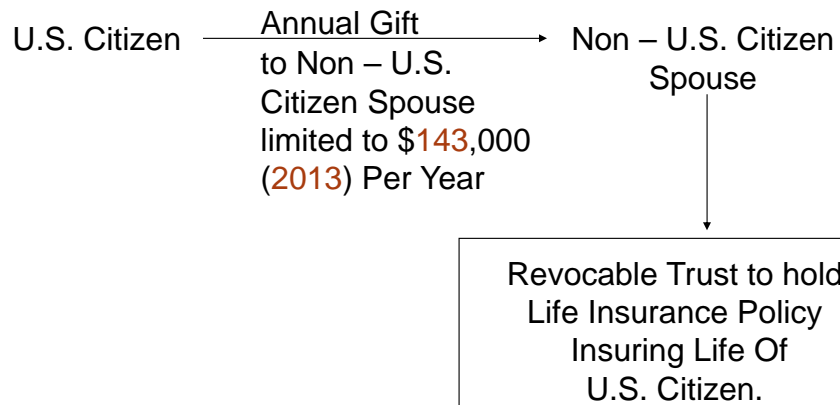 U.S. Citizen
Annual Gift
to Non – U.S.
Citizen Spouse
limited to $143,000
(2013) Per Year
Non – U.S. Citizen
Spouse
Revocable Trust to hold
Life Insurance Policy
Insuring Life Of
U.S. Citizen.